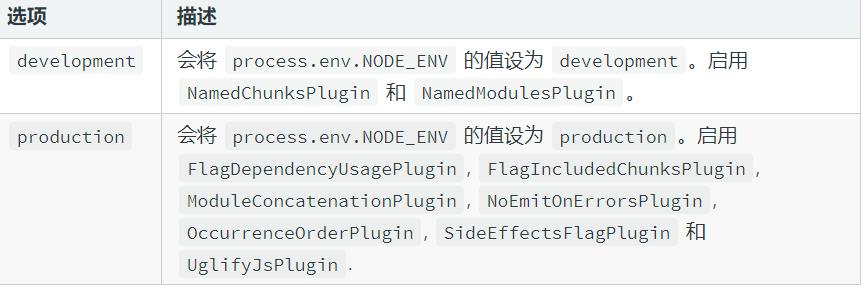 选项 描述
development 会将 process.env.NODE_ENV 的值设为 development 。启用
NamedChunksPlugin 和 NamedModulesPlugin 。
production 会将 process.env.NODE_ENV 的值设为 production 。启用
FlagDependencyUsagePlugin , FlagIncludedChunksPlugin ,
ModuleConcatenationPlugin , NoEmitOnErrorsPlugin ,
OccurrenceOrderPlugin , SideEffectsFlagPlugin 和
UglifyJsPlugin .